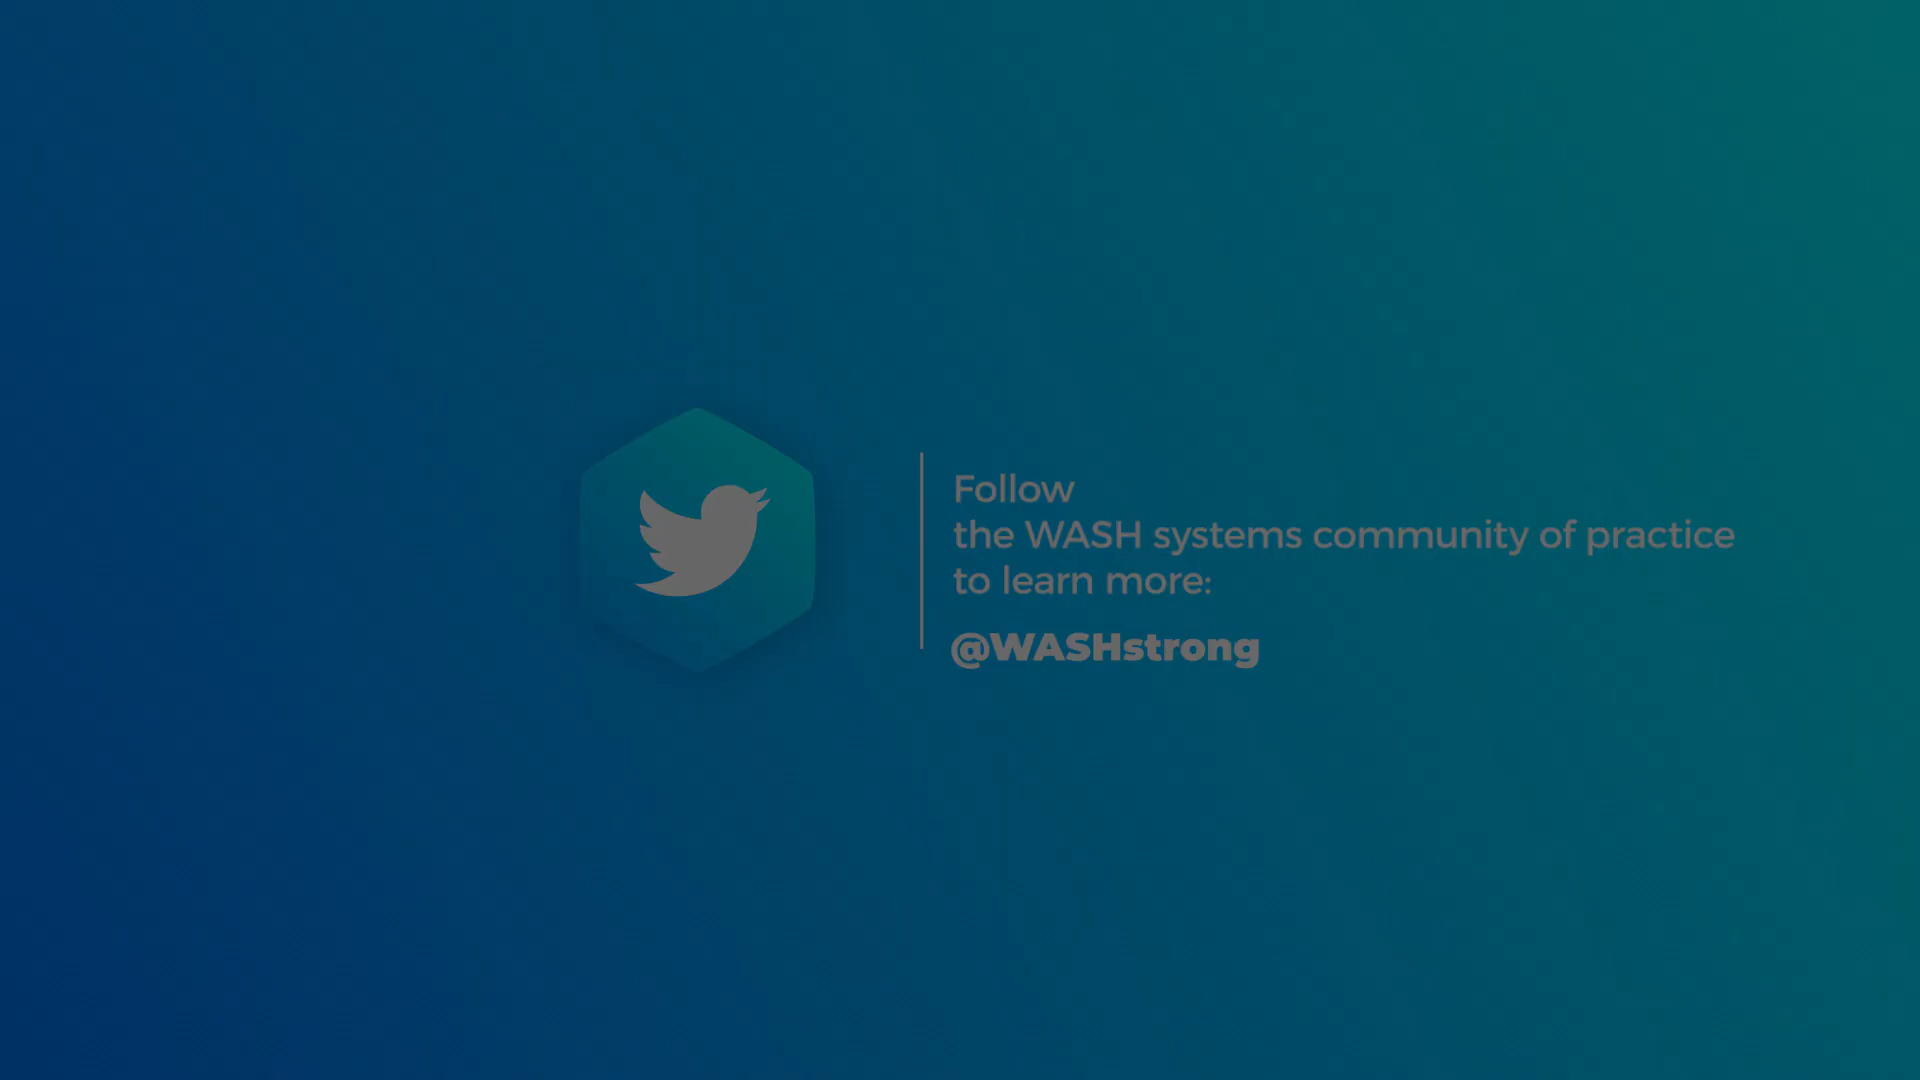 Follow
the WASH systems community of practice
to learn more:
@WASHstrong